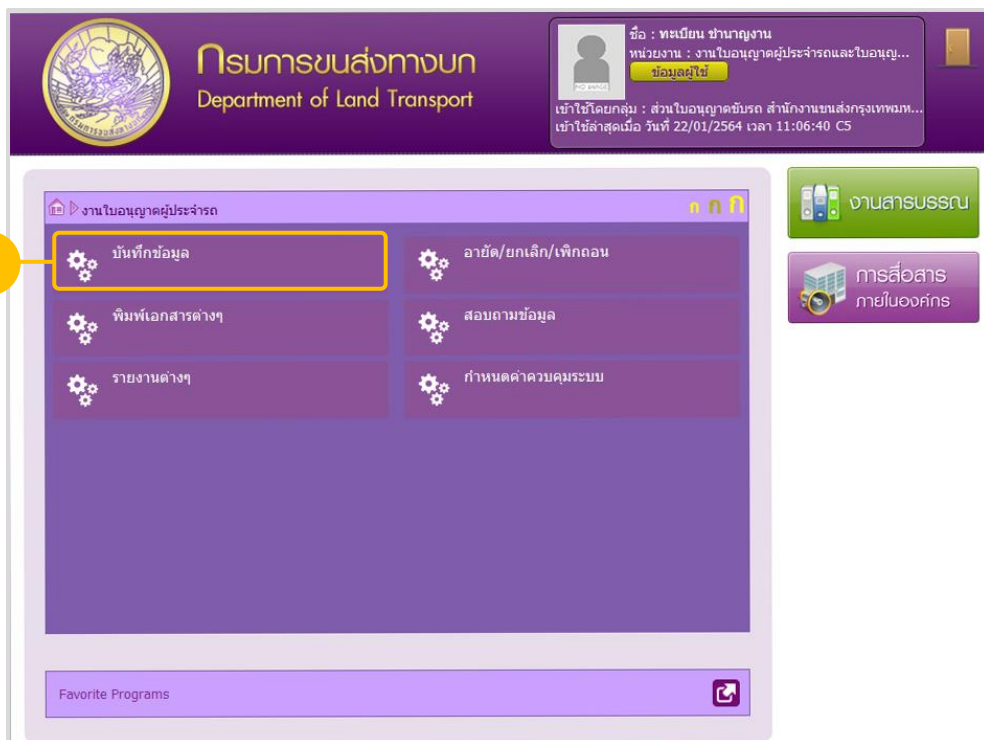 กรมการขนส่งทางบก
Department of Land Transport
ชื่อ : ทะเบียน ชำนาญงาน
หน่วยงาน : งานใบอนุญาตผู้ประจำรถและใบอนุญ...
ข้อมูลผู้ใช้
NO IMAGE
เข้าใช้โดยกลุ่ม : ส่วนใบอนุญาตขับรถ สำนักงานขนส่งกรุงเทพมห...
เข้าใช้ล่าสุดเมื่อ วันที่ 22/01/2564 เวลา 11:06:40 C5
งานใบอนุญาตผู้ประจำรถ
ก ก ก
บันทึกข้อมูล
อายัด/ยกเลิก/เพิกถอน
พิมพ์เอกสารต่างๆ
สอบถามข้อมูล
รายงานต่างๆ
กำหนดค่าควบคุมระบบ
Favorite Programs
งานสารบรรณ
การสื่อสาร
ภายในองค์กร